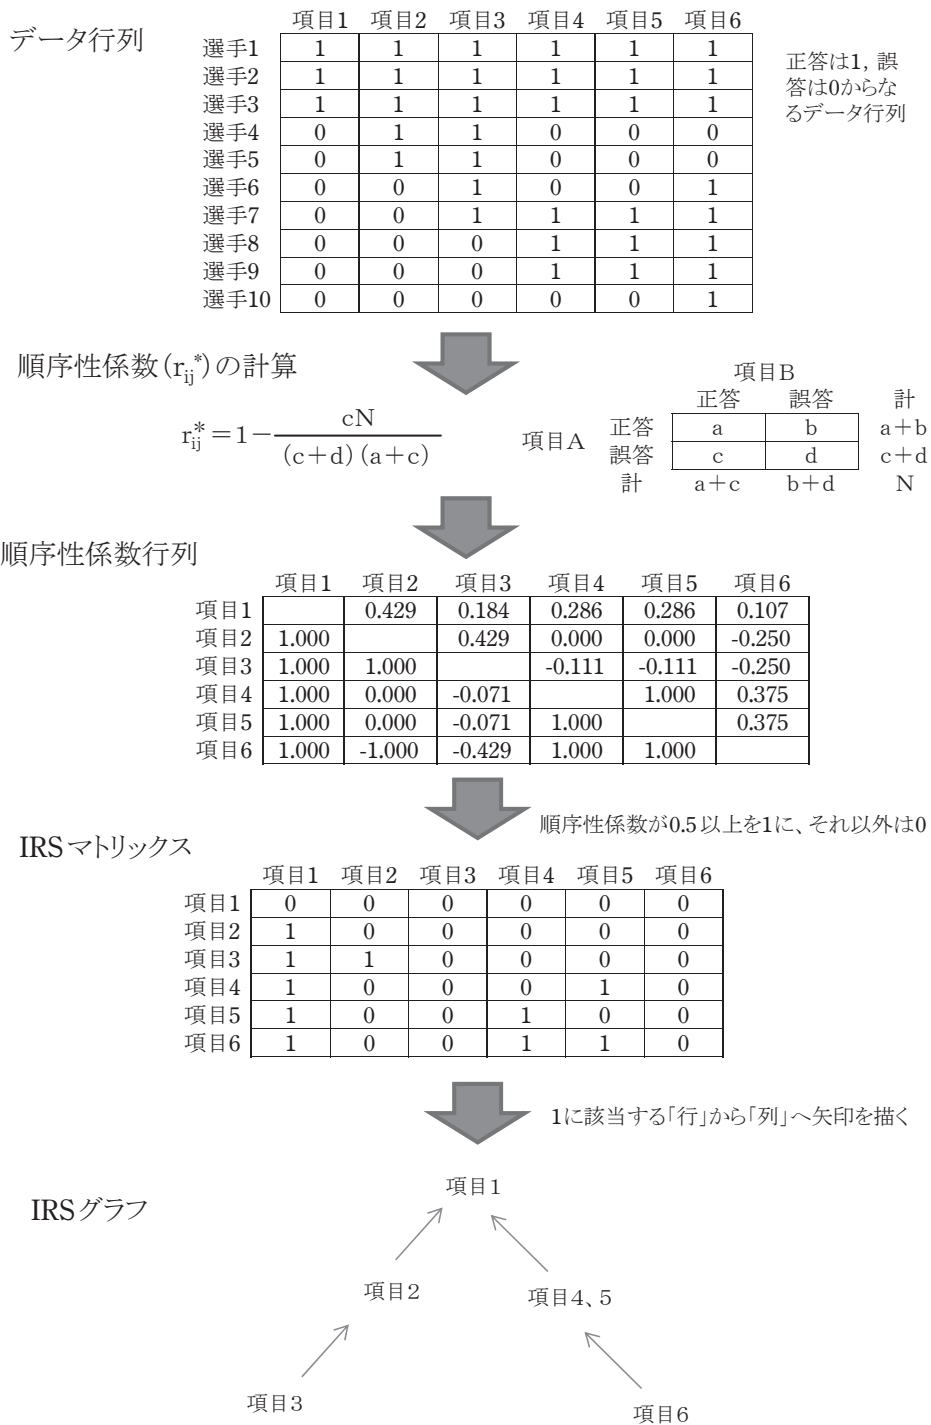 データ行列
項目1 項目2 項目3 項目4 項目5 項目6
選手1 1 1 1 1 1 1
選手2 1 1 1 1 1 1
選手3 1 1 1 1 1 1
選手4 0 1 1 0 0 0
選手5 0 1 1 0 0 0
選手6 0 0 1 0 0 1
選手7 0 0 1 1 1 1
選手8 0 0 0 1 1 1
選手9 0 0 0 1 1 1
選手10 0 0 0 0 0 1
正答は1, 誤
答は0からな
るデータ行列
順序性係数(r_ij^*)の計算
r_ij^*=1− cN / (c+d)(a+c)
項目B
正答 誤答 計
項目A
正答 a b a+b
誤答 c d c+d
計 a+c b+d N
順序性係数行列
項目1 項目2 項目3 項目4 項目5 項目6
項目1 0.429 0.184 0.286 0.286 0.107
項目2 1.000 0.429 0.000 0.000 -0.250
項目3 1.000 1.000 -0.111 -0.111 -0.250
項目4 1.000 0.000 -0.071 1.000 0.375
項目5 1.000 0.000 -0.071 1.000 0.375
項目6 1.000 -1.000 -0.429 1.000 1.000
順序性係数が0.5以上を1に、それ以外は0
IRSマトリックス
項目1 項目2 項目3 項目4 項目5 項目6
項目1 0 0 0 0 0 0
項目2 1 0 0 0 0 0
項目3 1 1 0 0 0 0
項目4 1 0 0 0 1 0
項目5 1 0 0 1 0 0
項目6 1 0 0 1 1 0
1に該当する「行」から「列」へ矢印を描く
IRSグラフ
項目1
項目2
項目4、5
項目3
項目6